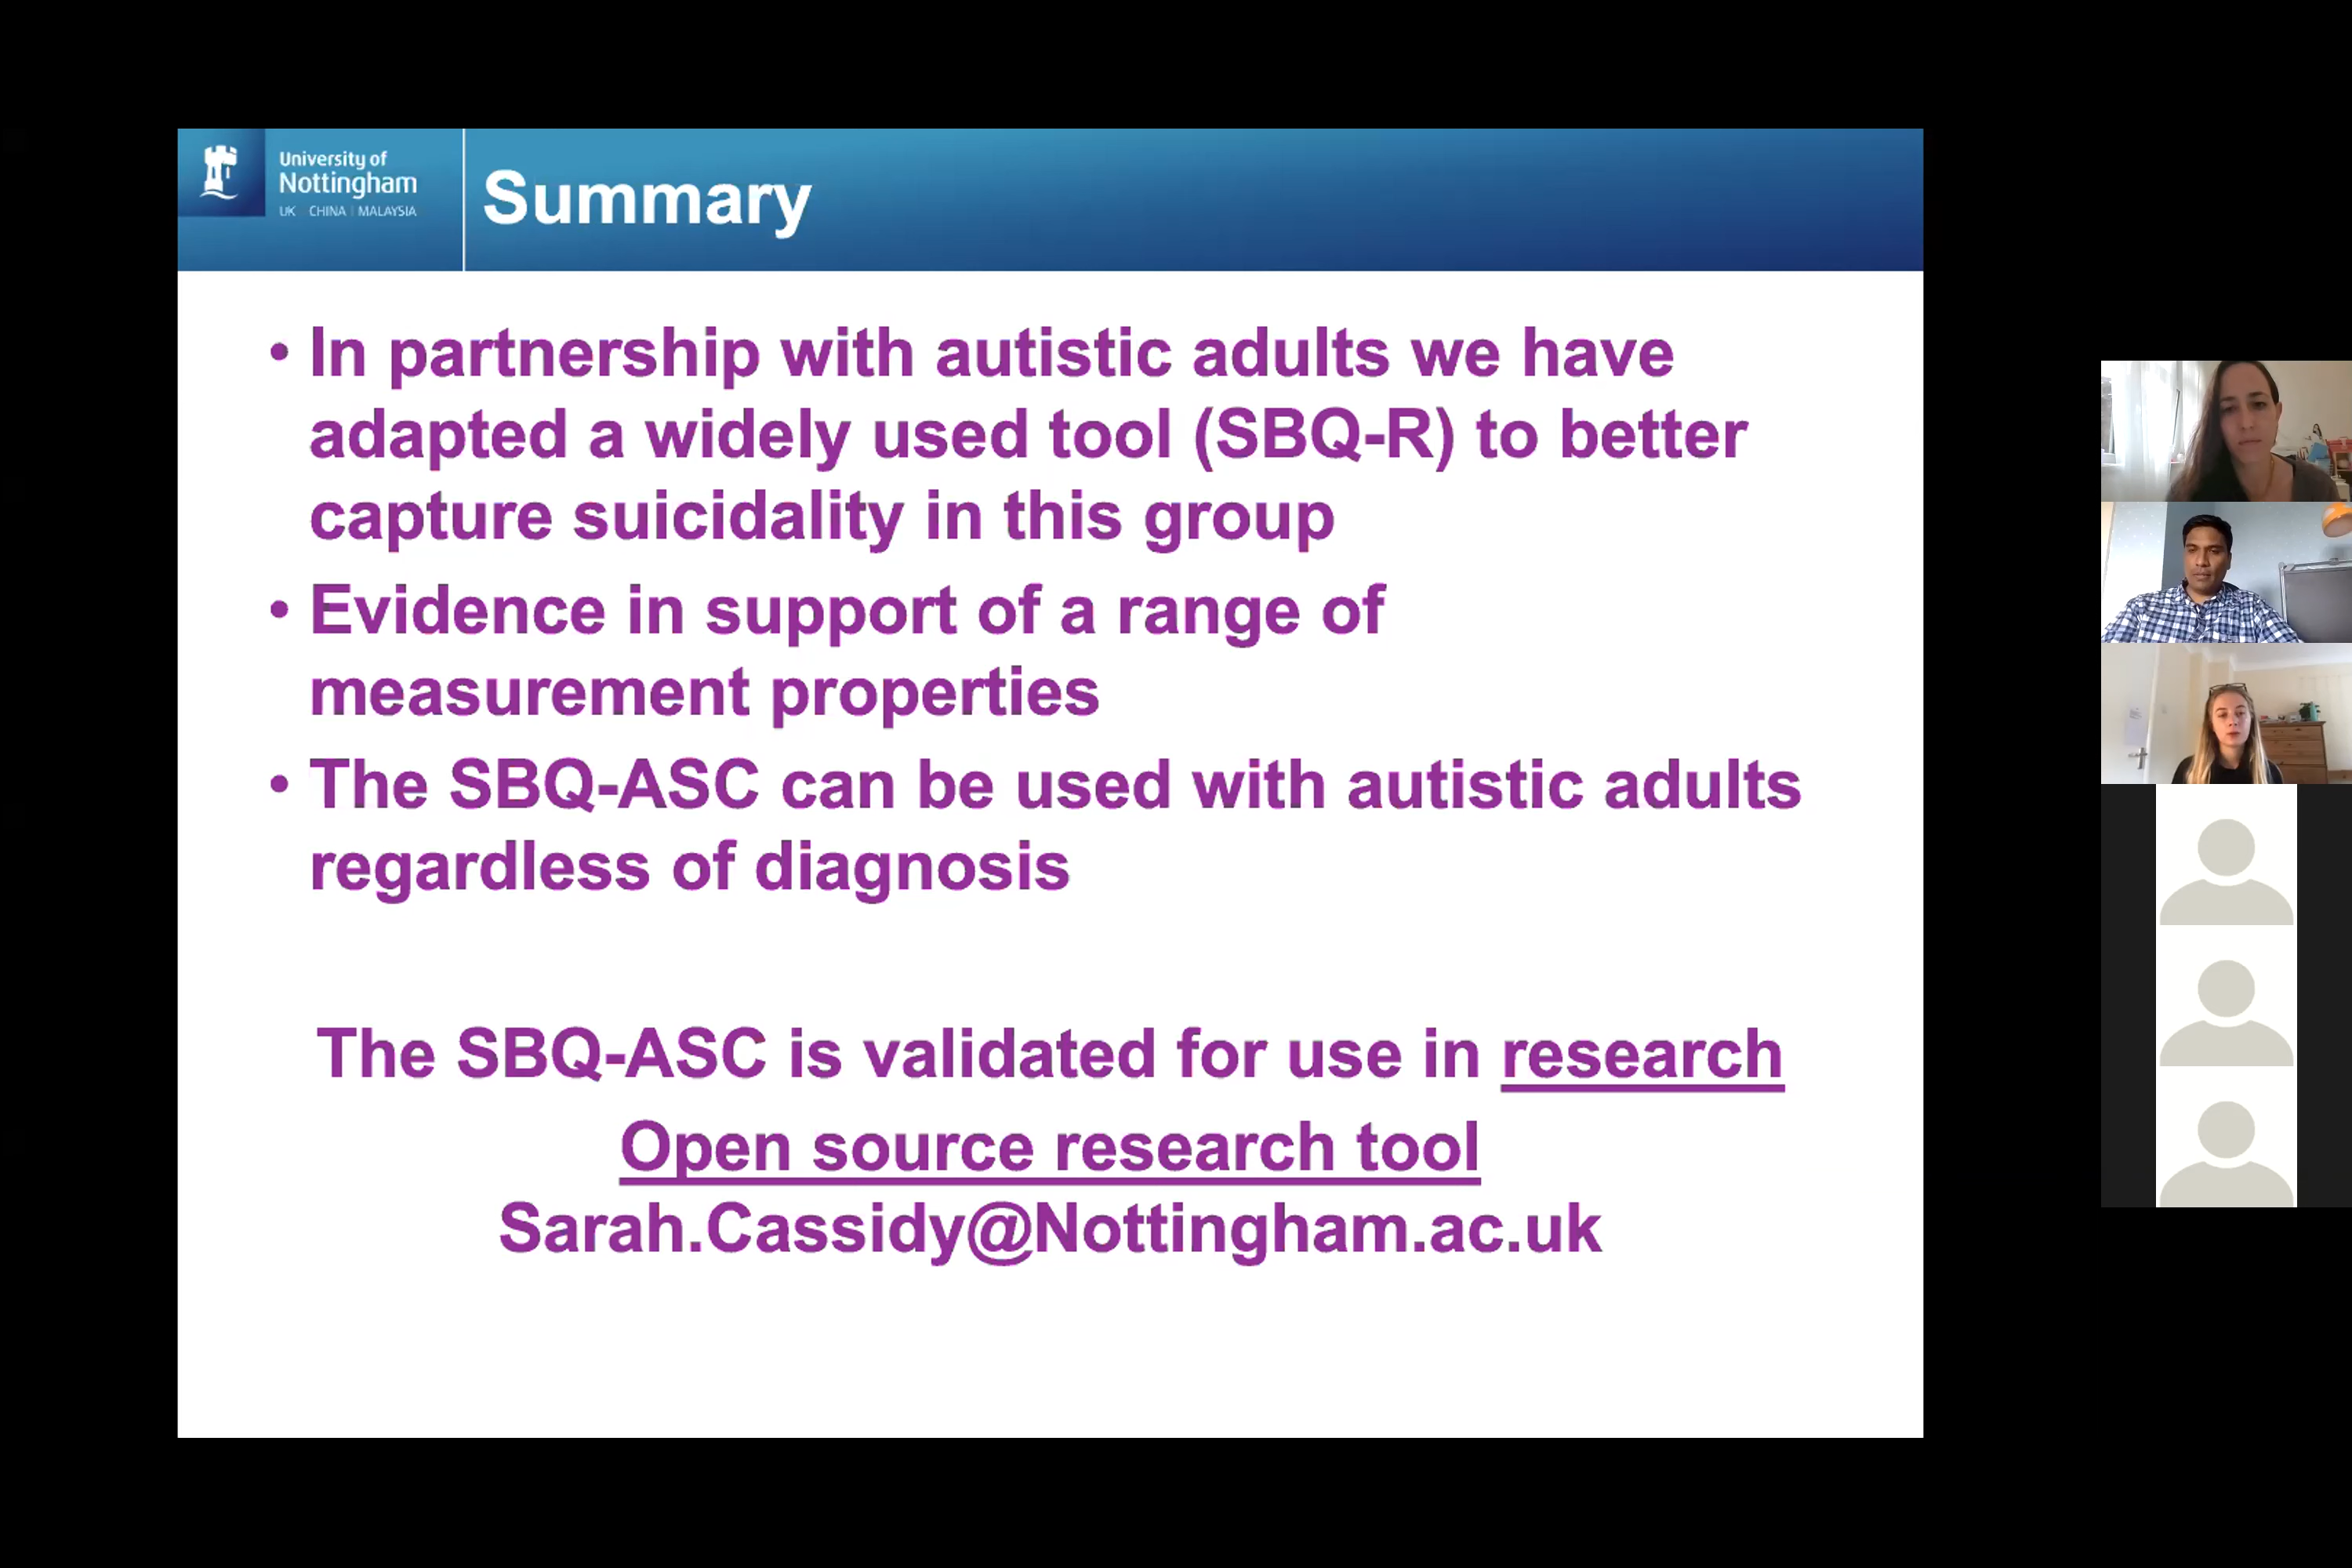 University of
Nottingham
UK | CHINA | MALAYSIA
Summary
• In partnership with autistic adults we have
adapted a widely used tool (SBQ-R) to better
capture suicidality in this group
• Evidence in support of a range of
measurement properties
• The SBQ-ASC can be used with autistic adults
regardless of diagnosis
The SBQ-ASC is validated for use in research
Open source research tool
Sarah.Cassidy@Nottingham.ac.uk